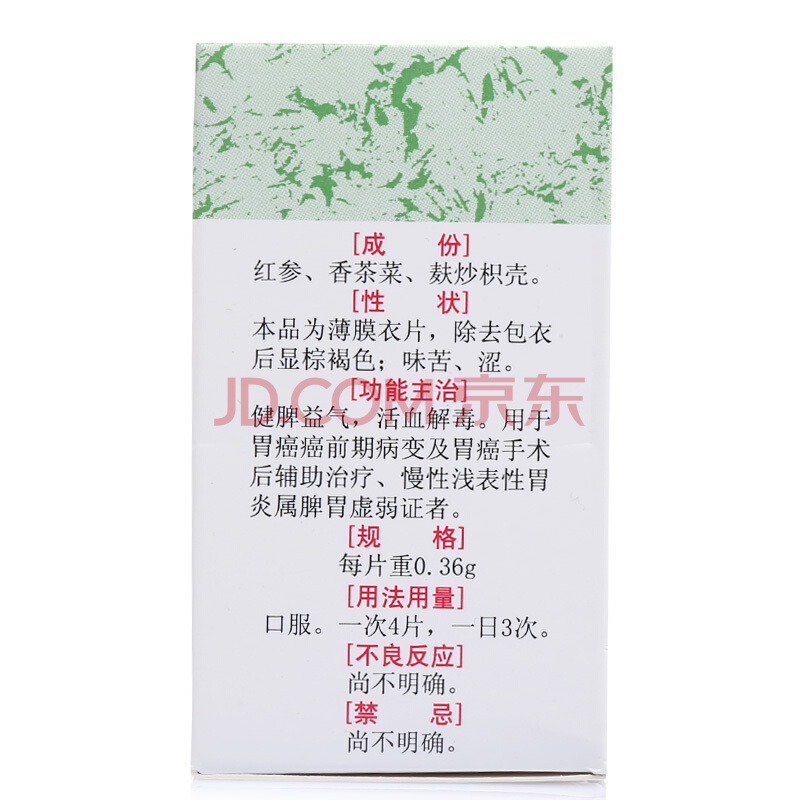 [成 份]
红参、香茶菜、麸炒枳壳。
[性 状]
本品为薄膜衣片，除去包衣
后显棕褐色；味苦、涩。
[功能主治]
JD.COM 京东
健脾益气，活血解毒。用于
胃癌癌前期病变及胃癌手术
后辅助治疗、慢性浅表性胃
炎属脾胃虚弱证者。
[规 格]
每片重0.36g
[用法用量]
口服。一次4片，一日3次。
[不良反应]
尚不明确。
[禁 忌]
尚不明确。